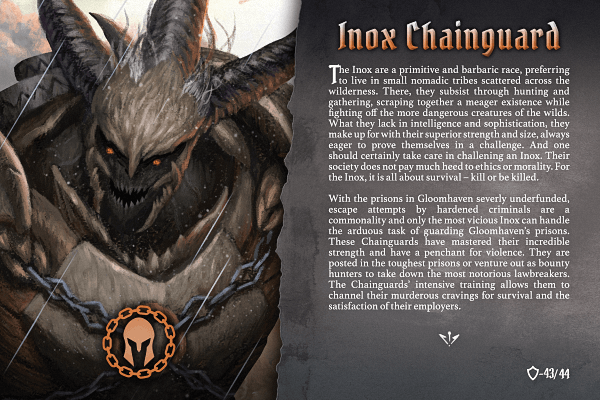 Inox Chainguard
The Inox are a primitive and barbaric race, preferring
to live in small nomadic tribes scattered across the
wilderness. There, they subsist through hunting and
gathering, scraping together a meager existence while
fighting off the more dangerous creatures of the wilds.
What they lack in intelligence and sophistication, they
make up for with their superior strength and size, always
eager to prove themselves in a challenge. And one
should certainly take care in challening an Inox. Their
society does not pay much heed to ethics or morality. For
the Inox, it is all about survival – kill or be killed.
With the prisons in Gloomhaven severly underfunded,
escape attempts by hardened criminals are a
commonality and only the most vicious Inox can handle
the arduous task of guarding Gloomhaven's prisons.
These Chainguards have mastered their incredible
strength and have a penchant for violence. They are
posted in the toughest prisons or venture out as bounty
hunters to take down the most notorious lawbreakers.
The Chainguards' intensive training allows them to
channel their murderous cravings for survival and the
satisfaction of their employers.
-43/44